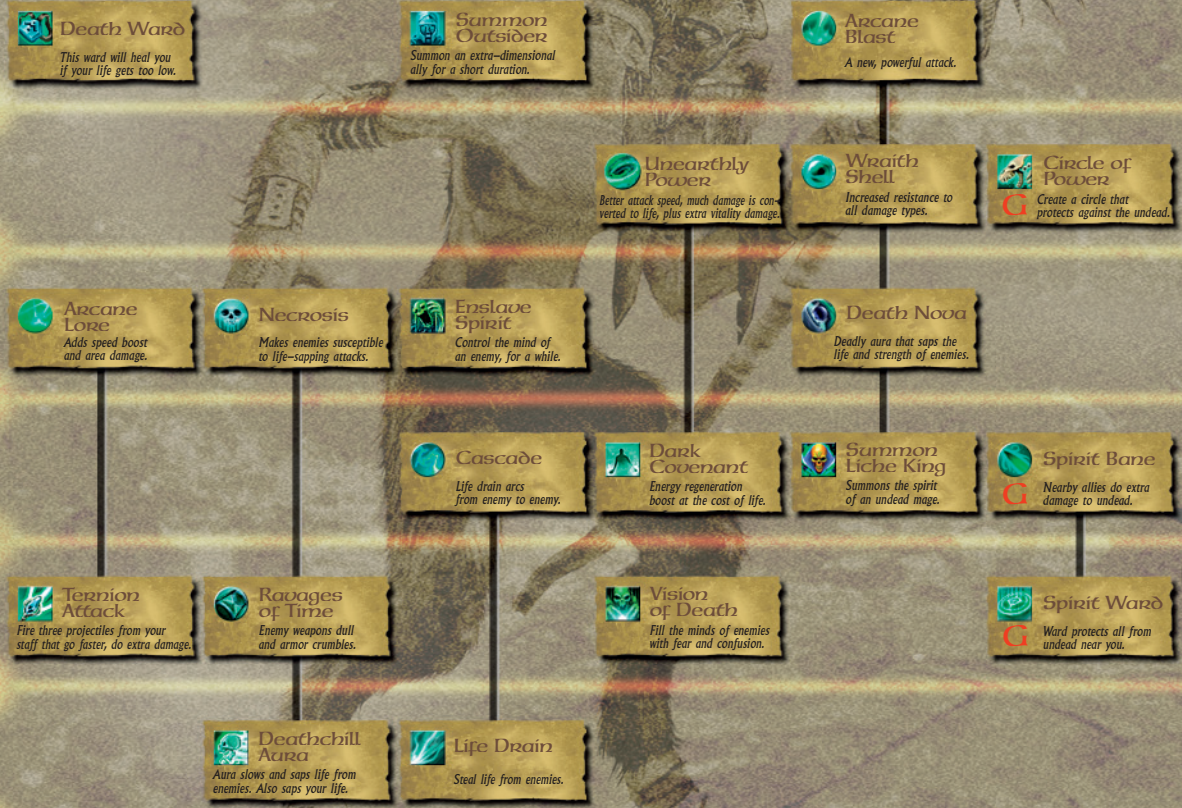 Death Ward
This ward will heal you
if your life gets too low.
Summon
Outsider
Summon an extra-dimensional
ally for a short duration.
Arcane
Blast
A new, powerful attack.
Unearthly
Power
Better attack speed, much damage is con-
verted to life, plus extra vitality damage.
Wraith
Shell
Increased resistance to
all damage types.
Circle of
Power
G
Create a circle that
protects against the undead.
Arcane
Lore
Adds speed boost
and area damage.
Necrosis
Makes enemies susceptible
to life-sapping attacks.
Enslave
Spirit
Control the mind of
an enemy, for a while.
Death Nova
Deadly aura that saps the
life and strength of enemies.
Cascade
Life drain arcs
from enemy to enemy.
Dark
Covenant
Energy regeneration
boost at the cost of life.
Summon
Liche King
Summons the spirit
of an undead mage.
Spirit Bane
G
Nearby allies do extra
damage to undead.
Ternion
Attack
Fire three projectiles from your
staff that go faster, do extra damage.
Ravages
of Time
Enemy weapons dull
and armor crumbles.
Vision
of Death
Fill the minds of enemies
with fear and confusion.
Spirit Ward
G
Ward protects all from
undead near you.
Deathchill
Aura
Aura slows and saps life from
enemies. Also saps your life.
Life Drain
Steal life from enemies.